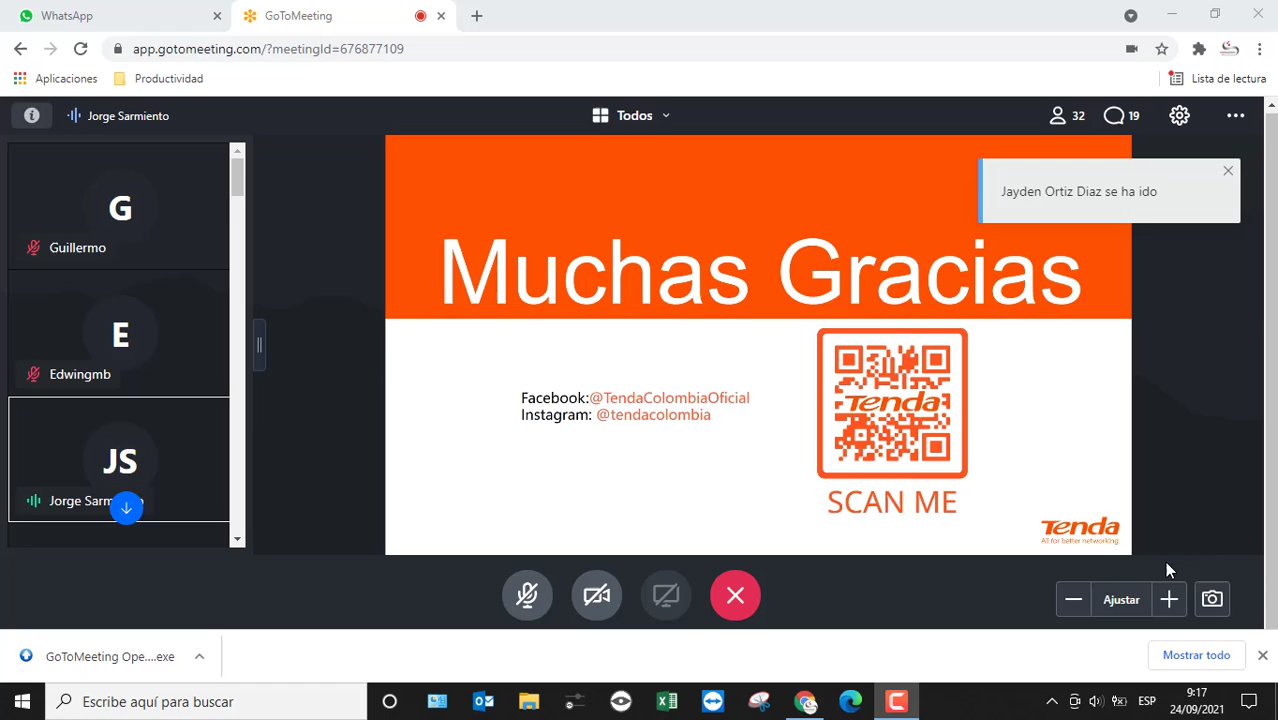 WhatsApp
GoToMeeting
app.gotomeeting.com/?meetingId=676877109
Aplicaciones
Productividad
Lista de lectura
Jorge Sarmiento
Todos
32
19
Jayden Ortiz Diaz se ha ido
G
Guillermo
E
Edwingmb
JS
Jorge Sarm
Muchas Gracias
Facebook:@TendaColombiaOficial
Instagram: @tendacolombia
Tenda
SCAN ME
Tenda
All for better networking
Ajustar
GoToMeeting Ope....exe
Mostrar todo
Escribe aquí para buscar
ESP
9:17
24/09/2021